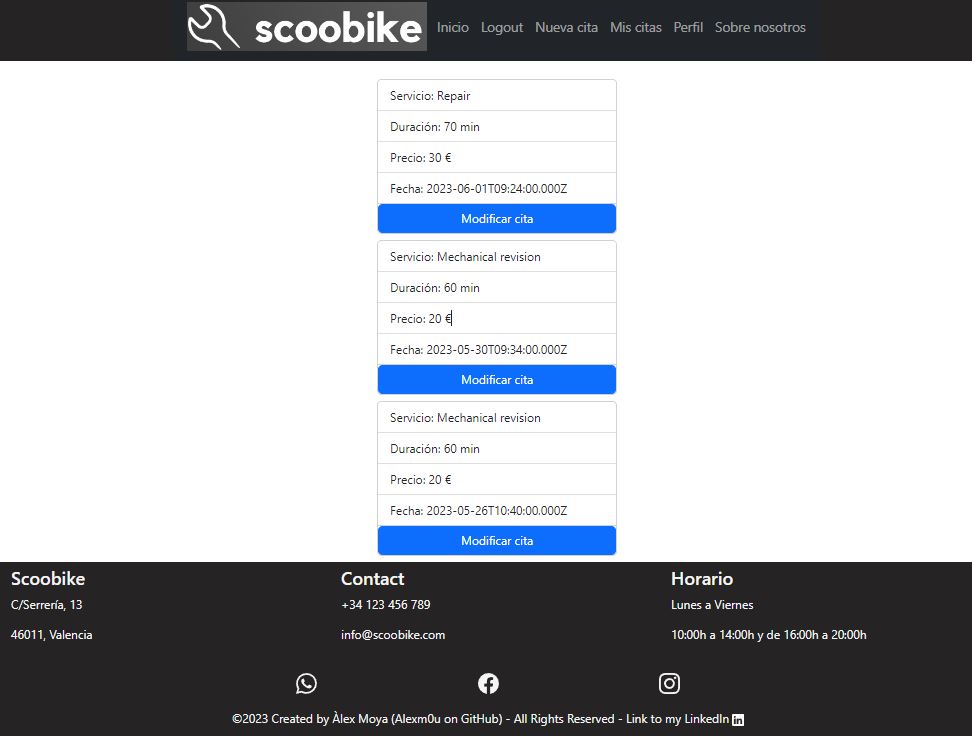 scoobike Inicio Logout Nueva cita Mis citas Perfil Sobre nosotros
Servicio: Repair
Duración: 70 min
Precio: 30 €
Fecha: 2023-06-01T09:24:00.000Z
Modificar cita
Servicio: Mechanical revision
Duración: 60 min
Precio: 20 €
Fecha: 2023-05-30T09:34:00.000Z
Modificar cita
Servicio: Mechanical revision
Duración: 60 min
Precio: 20 €
Fecha: 2023-05-26T10:40:00.000Z
Modificar cita
Scoobike
C/Serrería, 13
46011, Valencia
Contact
+34 123 456 789
info@scoobike.com
Horario
Lunes a Viernes
10:00h a 14:00h y de 16:00h a 20:00h
©2023 Created by Àlex Moya (Alexm0u on GitHub) - All Rights Reserved - Link to my LinkedIn in